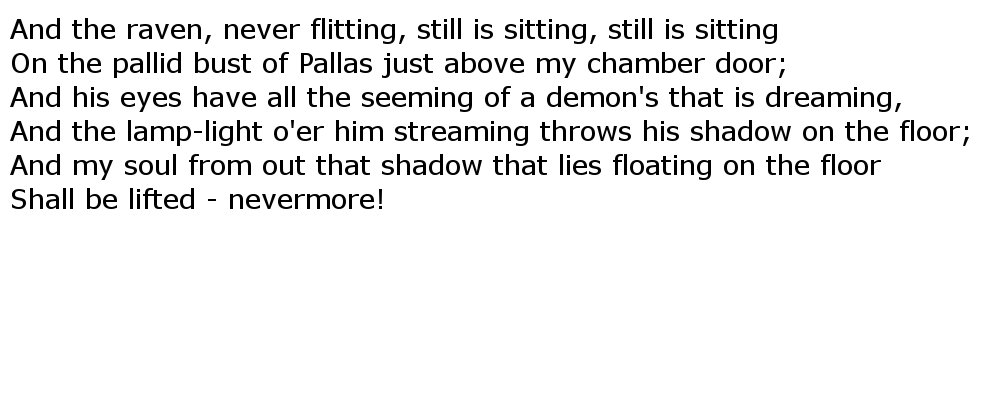 And the raven, never flitting, still is sitting, still is sitting
On the pallid bust of Pallas just above my chamber door;
And his eyes have all the seeming of a demon's that is dreaming,
And the lamp-light o'er him streaming throws his shadow on the floor;
And my soul from out that shadow that lies floating on the floor
Shall be lifted - nevermore!